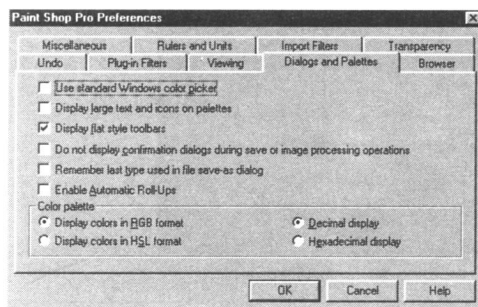 Paint Shop Pro Preferences
Miscellaneous Rulers and Units Import Filters Transparency
Undo Plug-in Filters Viewing Dialogs and Palettes Browser
Use standard Windows color picker
Display large text and icons on palettes
Display flat style toolbars
Do not display confirmation dialogs during save or image processing operations
Remember last type used in file save-as dialog
Enable Automatic Roll-Ups
Color palette
Display colors in RGB format Decimal display
Display colors in HSL format Hexadecimal display
OK Cancel Help